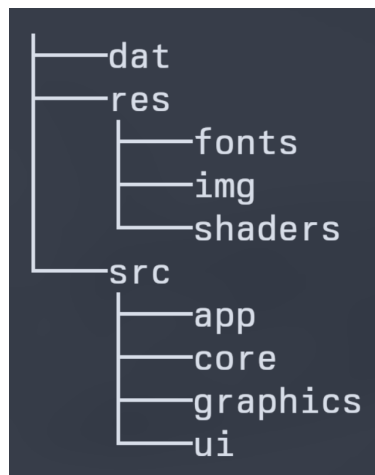 dat
res
fonts
img
shaders
src
app
core
graphics
ui